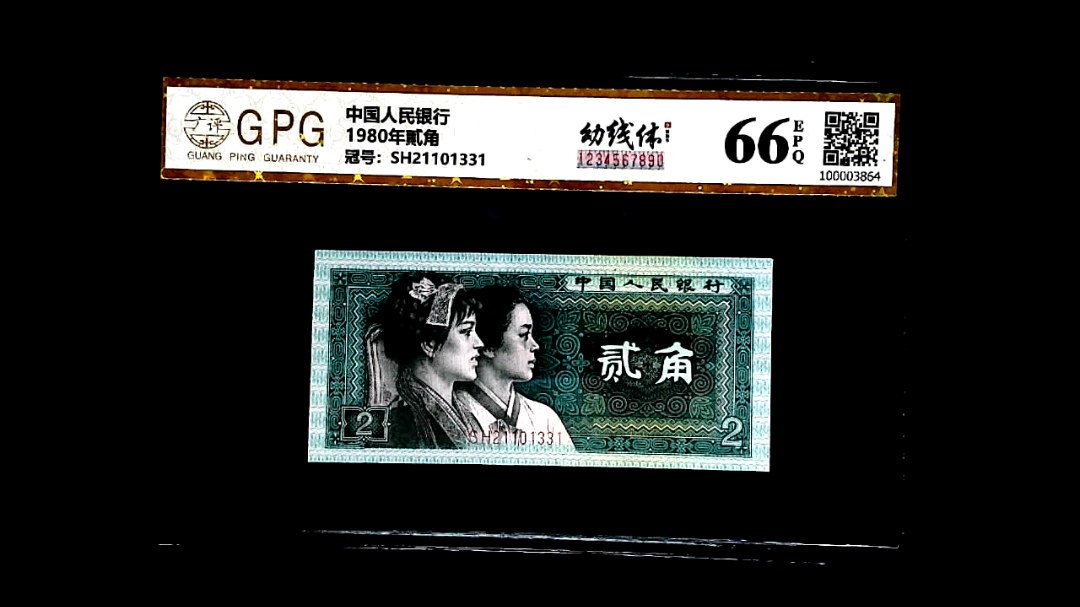 广评
GPG
GUANG PING GUARANTY
中国人民银行
1980年贰角
冠号：SH21101331
幼线体
1234567890
66
EPQ
100003864
中国人民银行
贰角
2
2
SH21101331